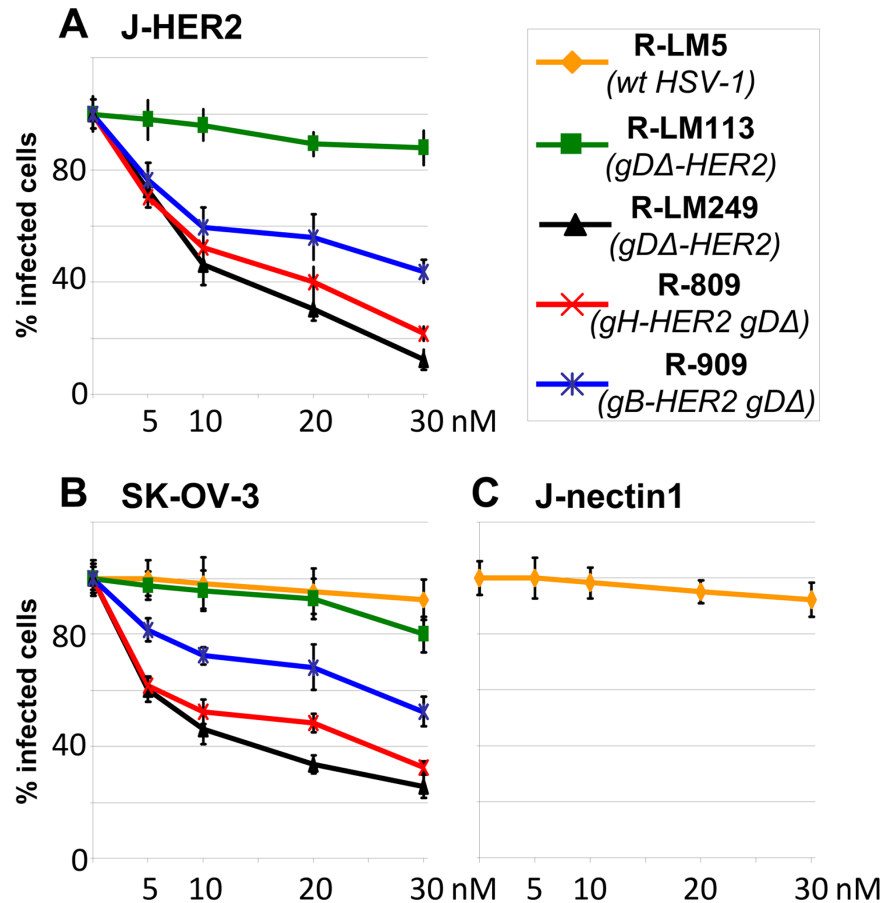 A J-HER2
% infected cells
80
40
0
5 10 20 30 nM
R-LM5
(wt HSV-1)
R-LM113
(gDΔ-HER2)
R-LM249
(gDΔ-HER2)
R-809
(gH-HER2 gDΔ)
R-909
(gB-HER2 gDΔ)
B SK-OV-3
% infected cells
80
40
0
5 10 20 30 nM
C J-nectin1
0 5 10 20 30 nM